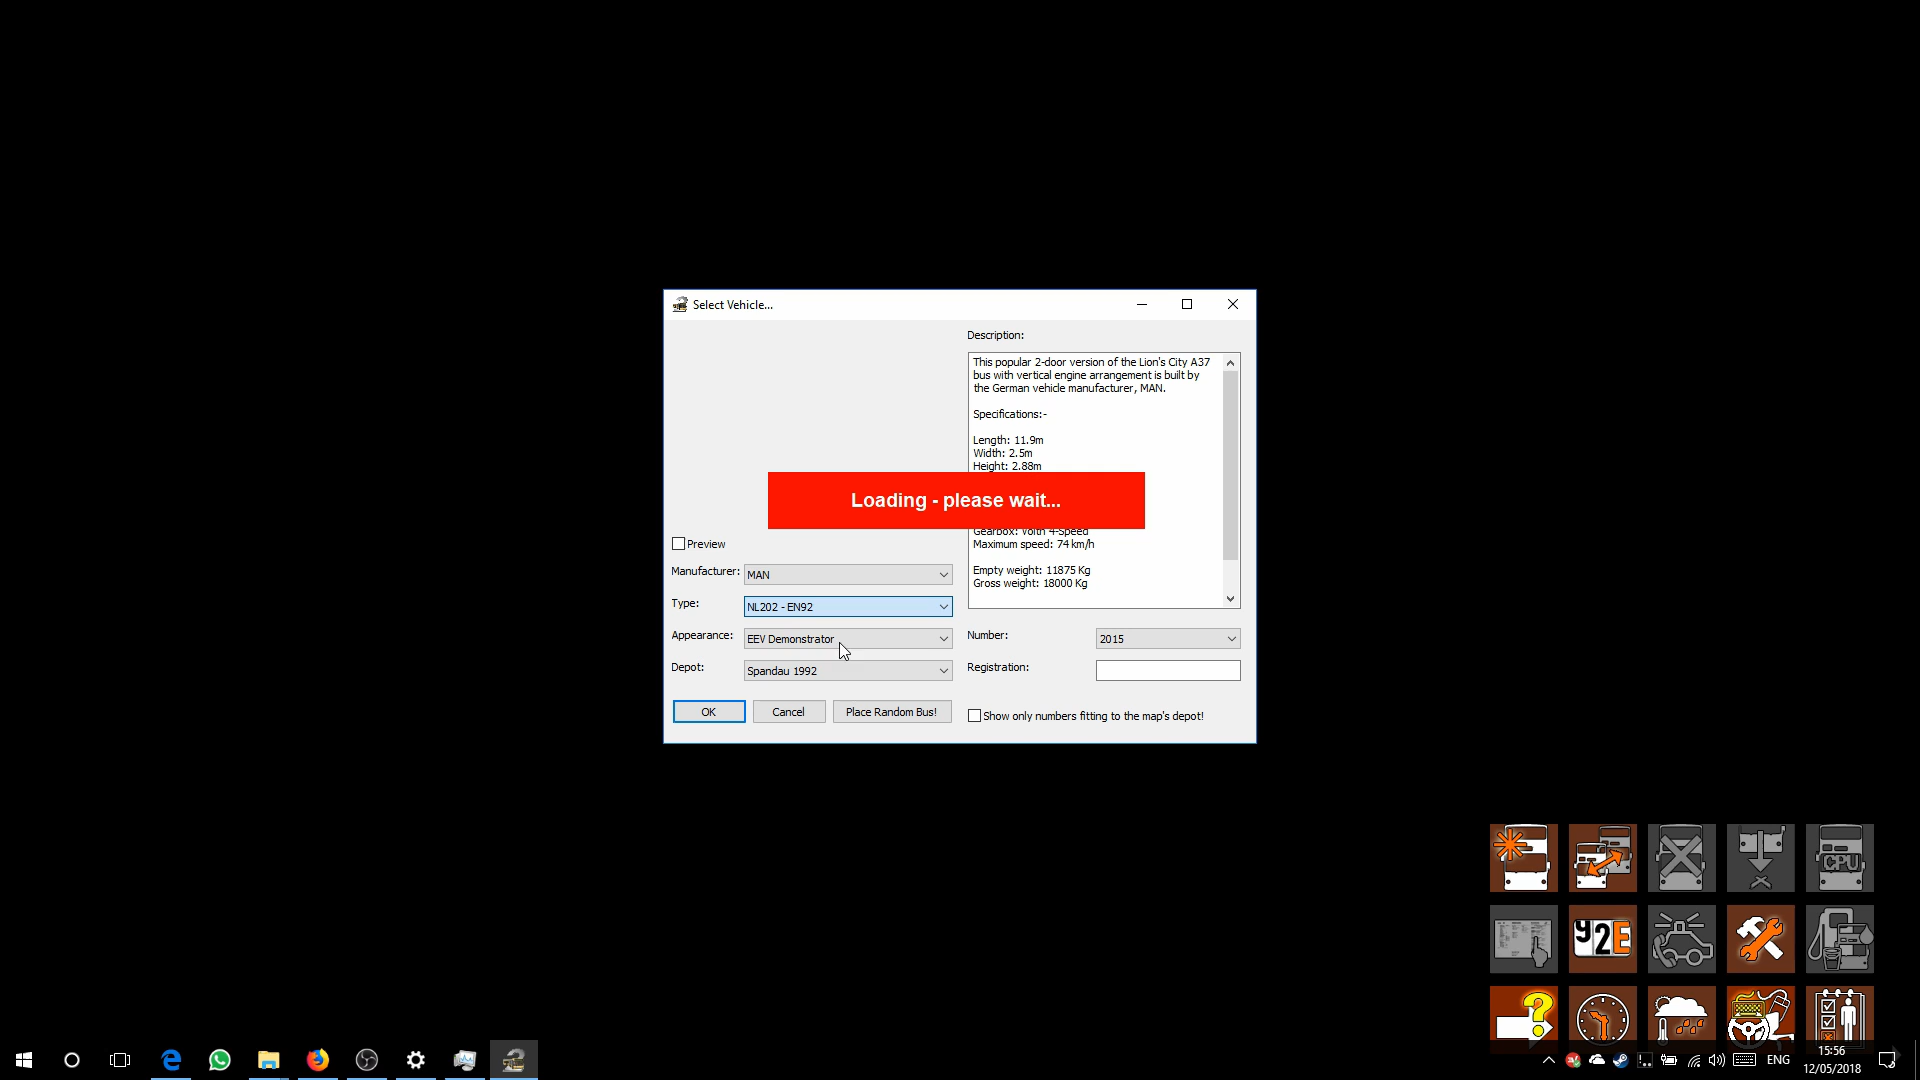 Select Vehicle...
Description:
This popular 2-door version of the Lion's City A37
bus with vertical engine arrangement is built by
the German vehicle manufacturer, MAN.
Specifications:-
Length: 11.9m
Width: 2.5m
Height: 2.88m
Loading - please wait...
Gearbox: Voith 4-Speed
Maximum speed: 74 km/h
Empty weight: 11875 Kg
Gross weight: 18000 Kg
Preview
Manufacturer: MAN
Type: NL202 - EN92
Appearance: EEV Demonstrator
Number: 2015
Depot: Spandau 1992
Registration:
OK
Cancel
Place Random Bus!
Show only numbers fitting to the map's depot!
CPU
92E
?
ENG
15:56
12/05/2018